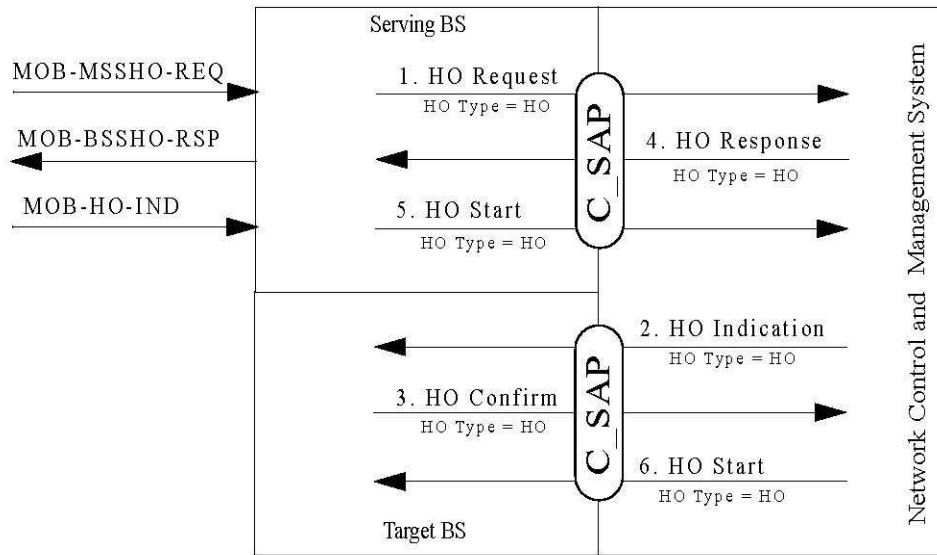 Serving BS
MOB-MSSHO-REQ
1. HO Request
HO Type = HO
MOB-BSSHO-RSP
4. HO Response
HO Type = HO
MOB-HO-IND
5. HO Start
HO Type = HO
C_SAP
2. HO Indication
HO Type = HO
3. HO Confirm
HO Type = HO
6. HO Start
HO Type = HO
C_SAP
Target BS
Network Control and Management System